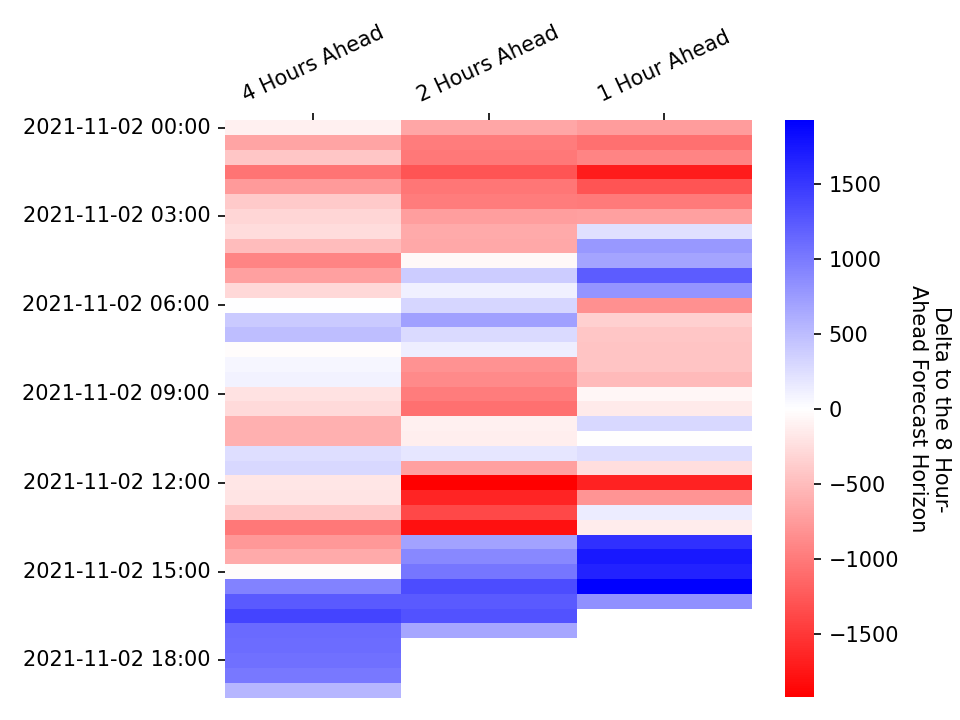 4 Hours Ahead
2 Hours Ahead
1 Hour Ahead
2021-11-02 00:00
2021-11-02 03:00
2021-11-02 06:00
2021-11-02 09:00
2021-11-02 12:00
2021-11-02 15:00
2021-11-02 18:00
1500
1000
500
0
−500
−1000
−1500
Delta to the 8 Hour-
Ahead Forecast Horizon